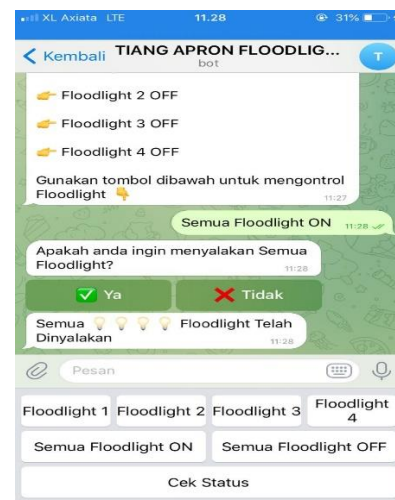 XL Axiata LTE 11.28 31%
Kembali TIANG APRON FLOODLIG...
bot
T
👉 Floodlight 2 OFF
👉 Floodlight 3 OFF
👉 Floodlight 4 OFF
Gunakan tombol dibawah untuk mengontrol
Floodlight 👇 11:27
Semua Floodlight ON 11:28
Apakah anda ingin menyalakan Semua
Floodlight? 11:28
✅ Ya ❌ Tidak
Semua 💡 💡 💡 💡 Floodlight Telah
Dinyalakan 11:28
Pesan
Floodlight 1 Floodlight 2 Floodlight 3 Floodlight
4
Semua Floodlight ON Semua Floodlight OFF
Cek Status